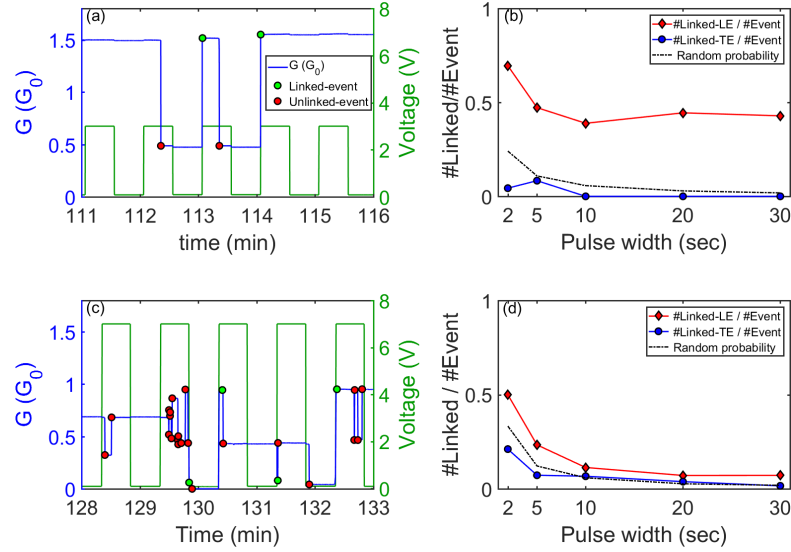 (a)
G (G0)
1.5
1
0.5
0
8
6
4
2
0
Voltage (V)
G (G0)
Linked-event
Unlinked-event
111 112 113 114 115 116
time (min)
(b)
#Linked/#Event
1
0.5
0
#Linked-LE / #Event
#Linked-TE / #Event
Random probability
2 5 10 20 30
Pulse width (sec)
(c)
G (G0)
1.5
1
0.5
0
8
6
4
2
0
Voltage (V)
128 129 130 131 132 133
Time (min)
(d)
#Linked / #Event
1
0.5
0
#Linked-LE / #Event
#Linked-TE / #Event
Random probability
2 5 10 20 30
Pulse width (sec)